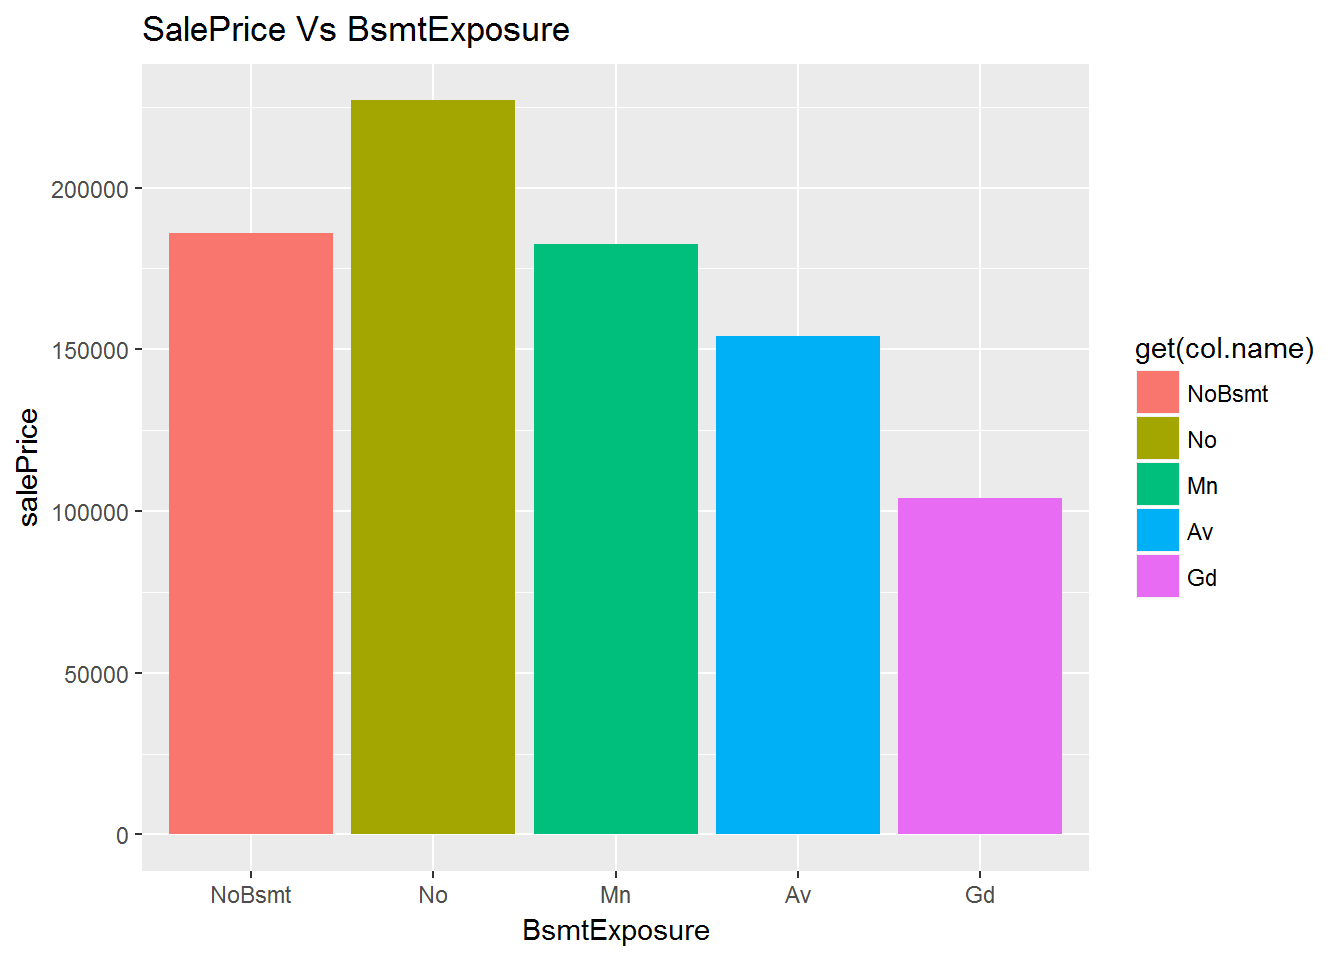 SalePrice Vs BsmtExposure
salePrice
200000
150000
100000
50000
0
NoBsmt
No
Mn
Av
Gd
BsmtExposure
get(col.name)
NoBsmt
No
Mn
Av
Gd